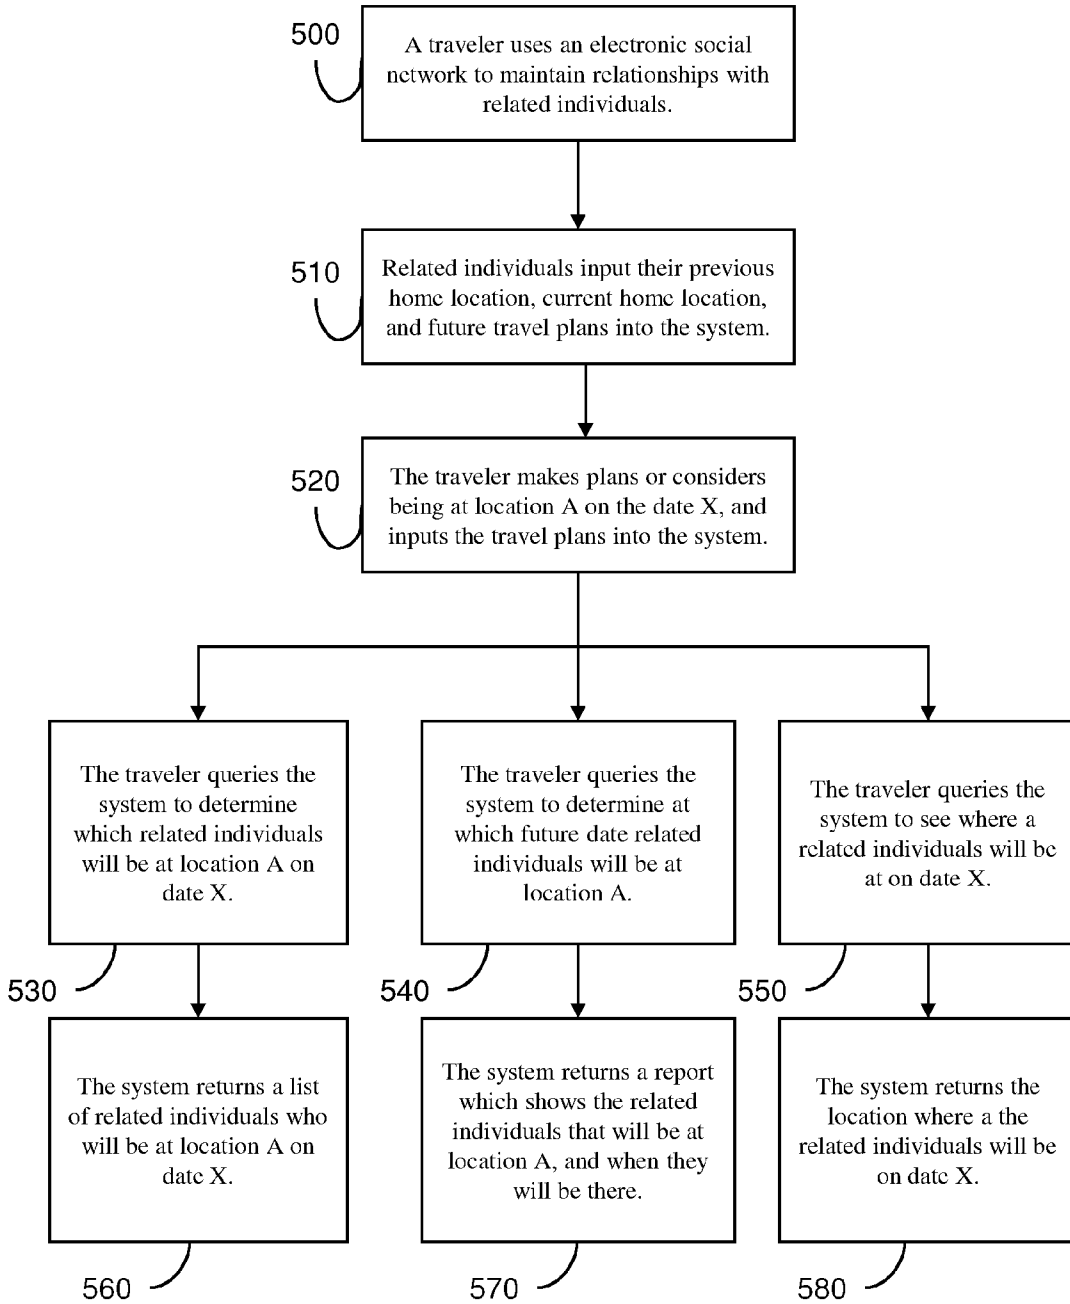 500
A traveler uses an electronic social
network to maintain relationships with
related individuals.
510
Related individuals input their previous
home location, current home location,
and future travel plans into the system.
520
The traveler makes plans or considers
being at location A on the date X, and
inputs the travel plans into the system.
The traveler queries the
system to determine
which related individuals
will be at location A on
date X.
530
The traveler queries the
system to determine at
which future date related
individuals will be at
location A.
540
The traveler queries the
system to see where a
related individuals will be
at on date X.
550
The system returns a list
of related individuals who
will be at location A on
date X.
560
The system returns a report
which shows the related
individuals that will be at
location A, and when they
will be there.
570
The system returns the
location where a the
related individuals will be
on date X.
580